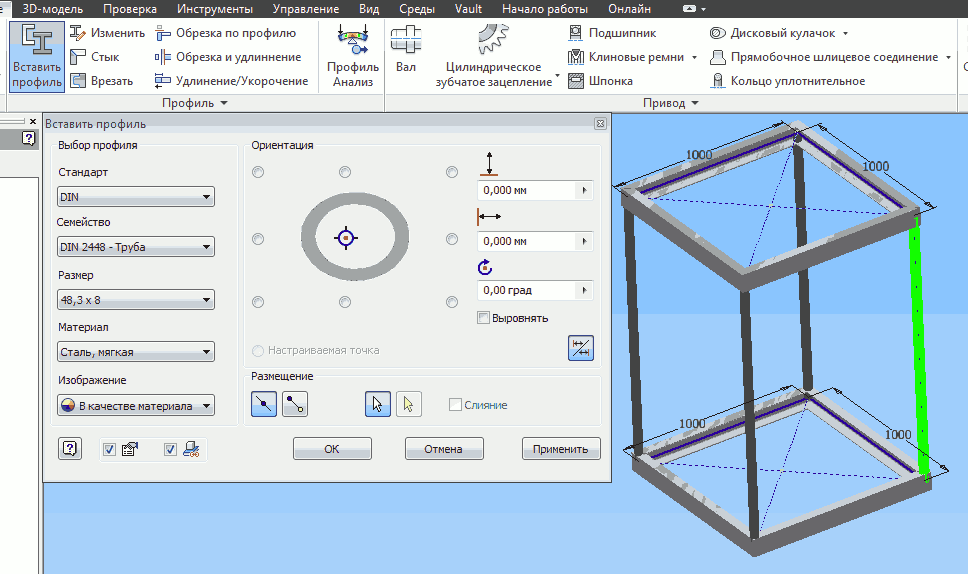 3D-модель Проверка Инструменты Управление Вид Среды Vault Начало работы Онлайн
Вставить профиль
Изменить
Стык
Врезать
Обрезка по профилю
Обрезка и удлинение
Удлинение/Укорочение
Профиль Анализ
Вал
Цилиндрическое зубчатое зацепление
Подшипник
Клиновые ремни
Шпонка
Дисковый кулачок
Прямобочное шлицевое соединение
Кольцо уплотнительное
Профиль
Привод
Вставить профиль
Выбор профиля
Стандарт
DIN
Семейство
DIN 2448 - Труба
Размер
48,3 x 8
Материал
Сталь, мягкая
Изображение
В качестве материала
Ориентация
0,000 мм
0,000 мм
0,00 град
Выровнять
Настраиваемая точка
Размещение
Слияние
ОК
Отмена
Применить
1000
1000
1000
1000